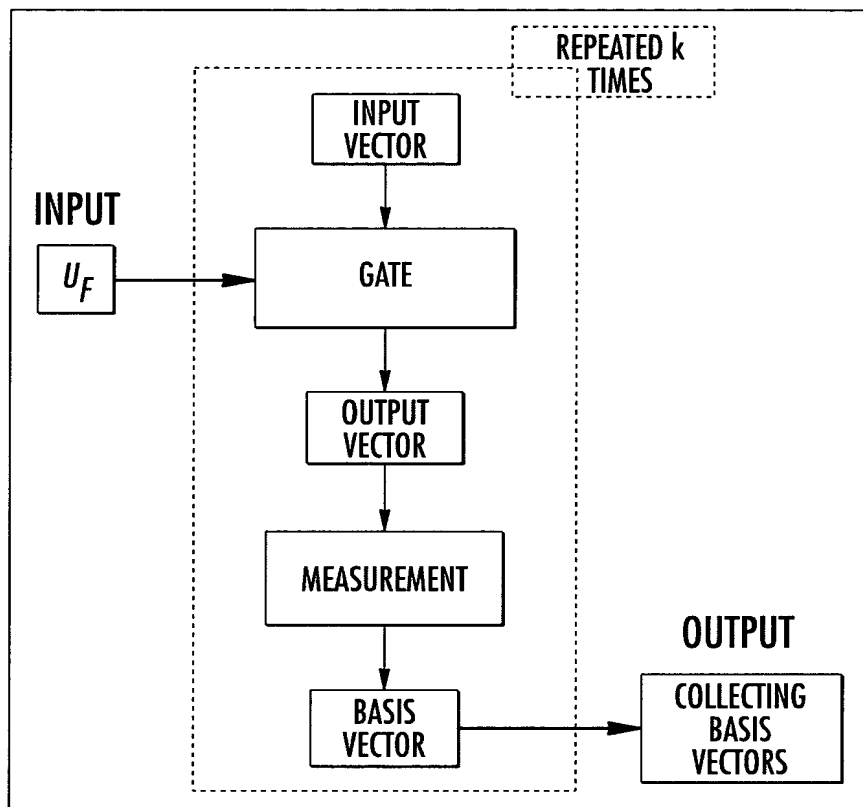 REPEATED k
TIMES
INPUT
VECTOR
INPUT
U_F
GATE
OUTPUT
VECTOR
MEASUREMENT
OUTPUT
BASIS
VECTOR
COLLECTING
BASIS
VECTORS